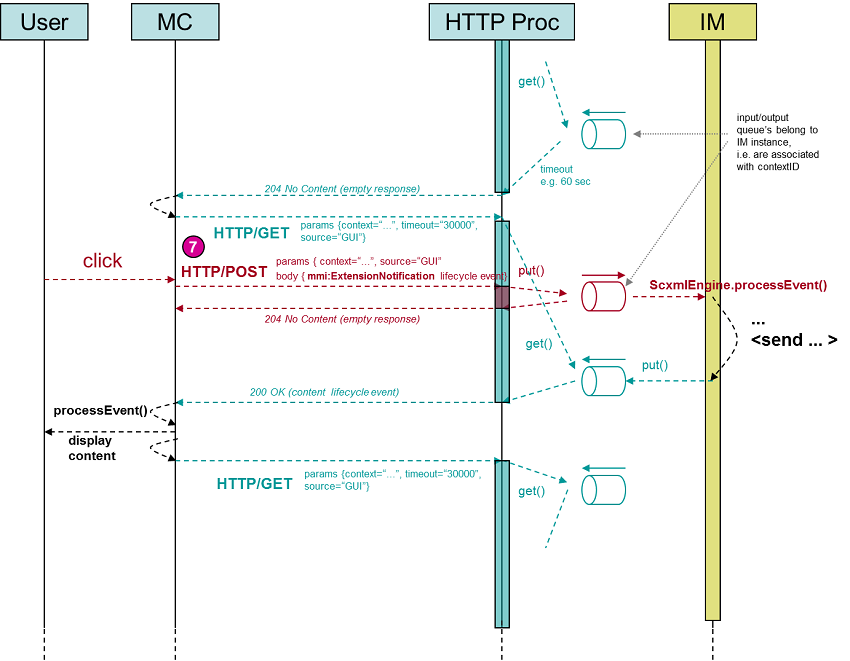 User
MC
HTTP Proc
IM
get()
input/output
queue's belong to
IM instance,
i.e. are associated
with contextID
timeout
e.g. 60 sec
204 No Content (empty response)
HTTP/GET
params {context="...", timeout="30000",
source="GUI"}
7
click
HTTP/POST
params { context="...", source="GUI"
body { mmi:ExtensionNotification lifecycle event}
put()
ScxmlEngine.processEvent()
204 No Content (empty response)
...
<send ... >
get()
put()
200 OK (content lifecycle event)
processEvent()
display
content
HTTP/GET
params {context="...", timeout="30000",
source="GUI"}
get()